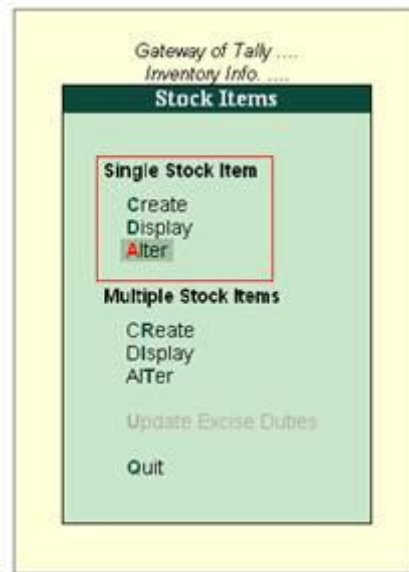 Gateway of Tally ....
Inventory Info. ....
Stock Items
Single Stock Item
Create
Display
Alter
Multiple Stock Items
CReate
DIsplay
AlTer
Update Excise Duties
Quit